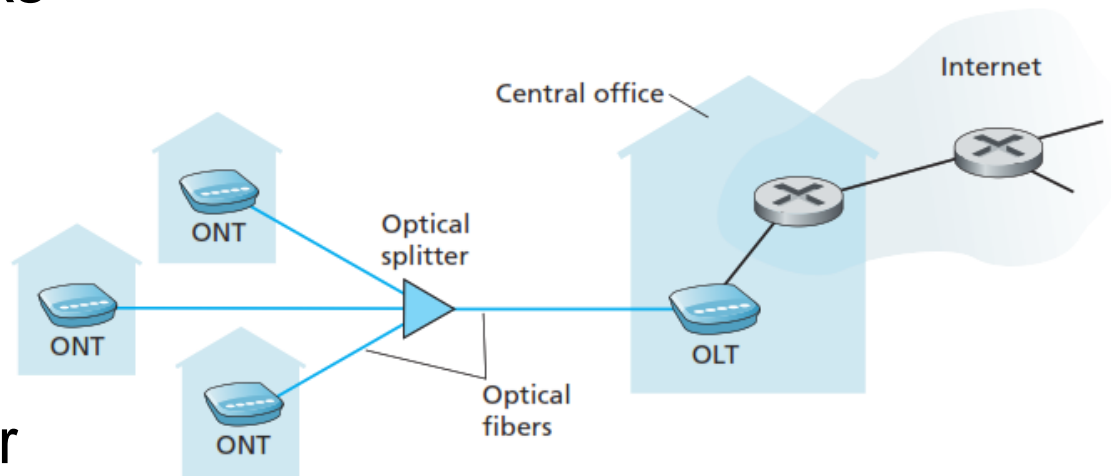 Internet
Central office
ONT
Optical
splitter
ONT
OLT
Optical
fibers
ONT